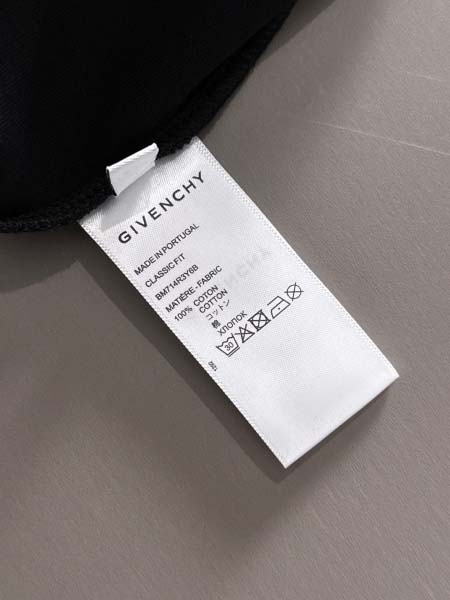 GIVENCHY
MADE IN PORTUGAL
CLASSIC FIT
BM714R3Y6B
MATIÈRE - FABRIC
100% COTON
COTTON
コットン
棉
ХЛОПОК
30